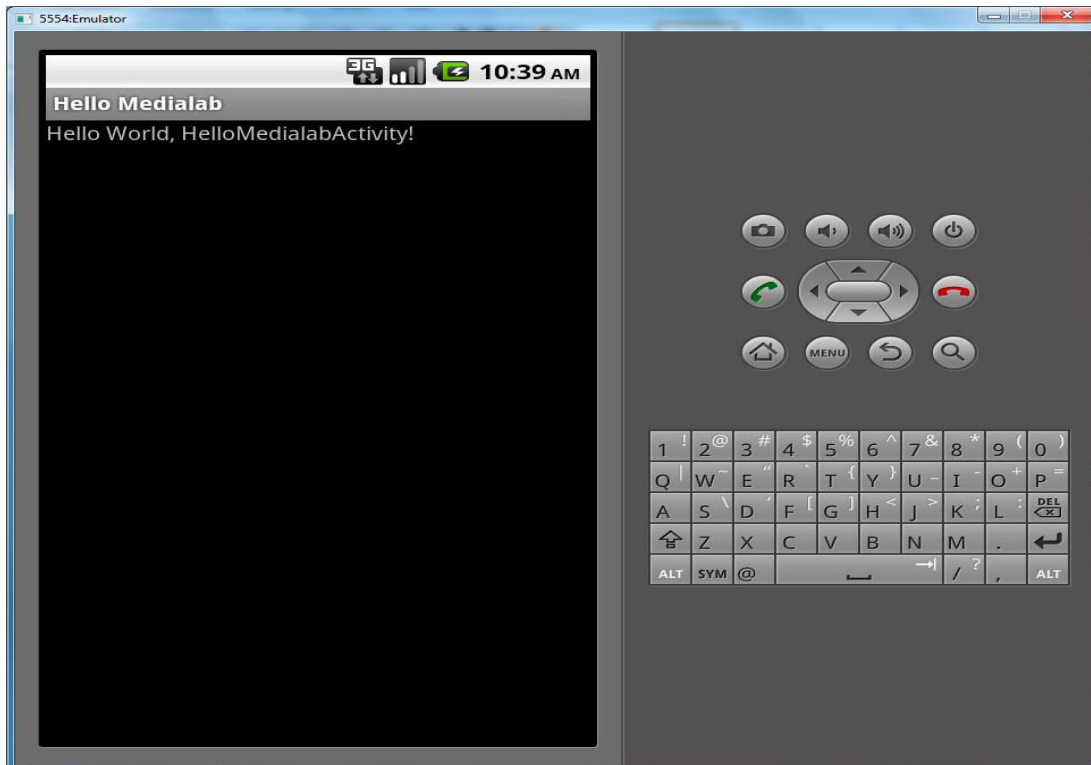 5554:Emulator
3G 10:39 AM
Hello Medialab
Hello World, HelloMedialabActivity!
MENU
1 ! 2 @ 3 # 4 $ 5 % 6 ^ 7 & 8 * 9 ( 0 )
Q | W ~ E " R ` T { Y } U _ I - O + P =
A S \ D ' F [ G ] H < J > K ; L : DEL
Z X C V B N M .
ALT SYM @ / ? , ALT